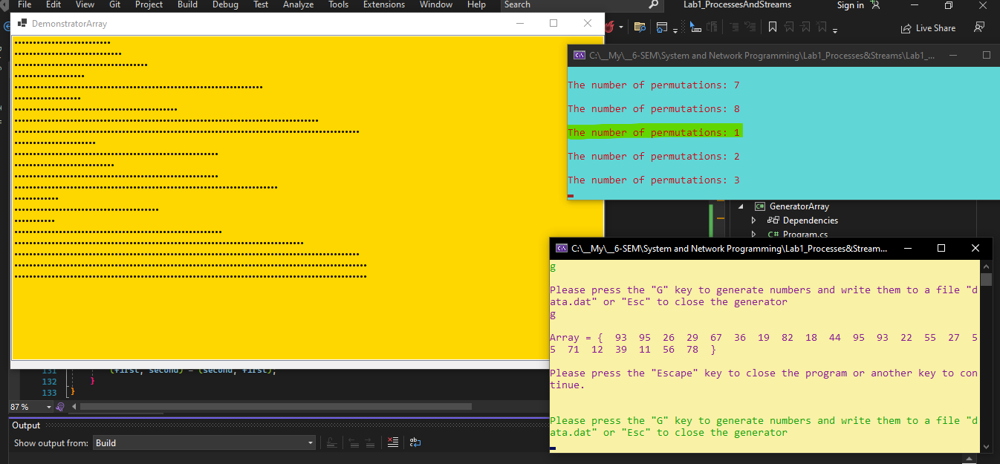 File Edit View Git Project Build Debug Test Analyze Tools Extensions Window Help Search Lab1_ProcessesAndStreams Sign in
DemonstratorArray
Live Share
C:\__My\__6-SEM\System and Network Programming\Lab1_Processes&Streams\Lab1_...
The number of permutations: 7
The number of permutations: 8
The number of permutations: 1
The number of permutations: 2
The number of permutations: 3
C# GeneratorArray
Dependencies
C# Program.cs
C:\__My\__6-SEM\System and Network Programming\Lab1_Processes&Stream...
g
Please press the "G" key to generate numbers and write them to a file "d
ata.dat" or "Esc" to close the generator
g
Array = { 93 95 26 29 67 36 19 82 18 44 95 93 22 55 27 5
5 71 12 39 11 56 78 }
Please press the "Escape" key to close the program or another key to con
tinue.
Please press the "G" key to generate numbers and write them to a file "d
ata.dat" or "Esc" to close the generator
131 (first, second) = (second, first);
132 }
133 }
87 %
Output
Show output from: Build